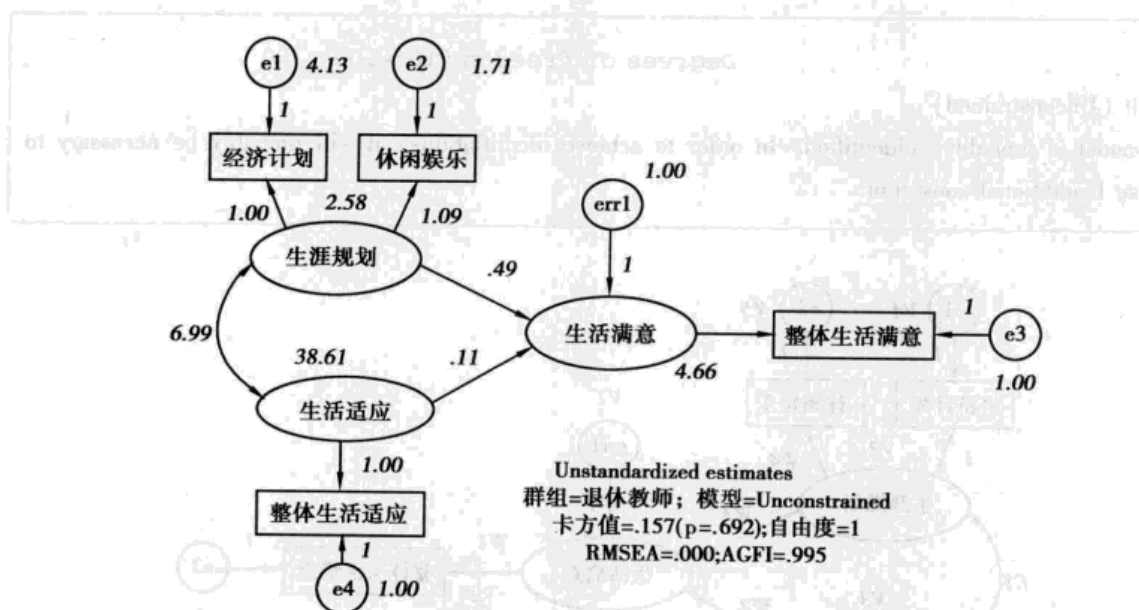 e1 4.13 e2 1.71
1 1
经济计划 休闲娱乐
1.00
2.58
1.00 1.09
err1
生涯规划
.49 1
生活满意 整体生活满意 1 e3
6.99
38.61 .11 4.66 1.00
生活适应
1.00
Unstandardized estimates
整体生活适应 群组=退休教师；模型=Unconstrained
卡方值=.157(p=.692);自由度=1
1 RMSEA=.000;AGFI=.995
e4 1.00